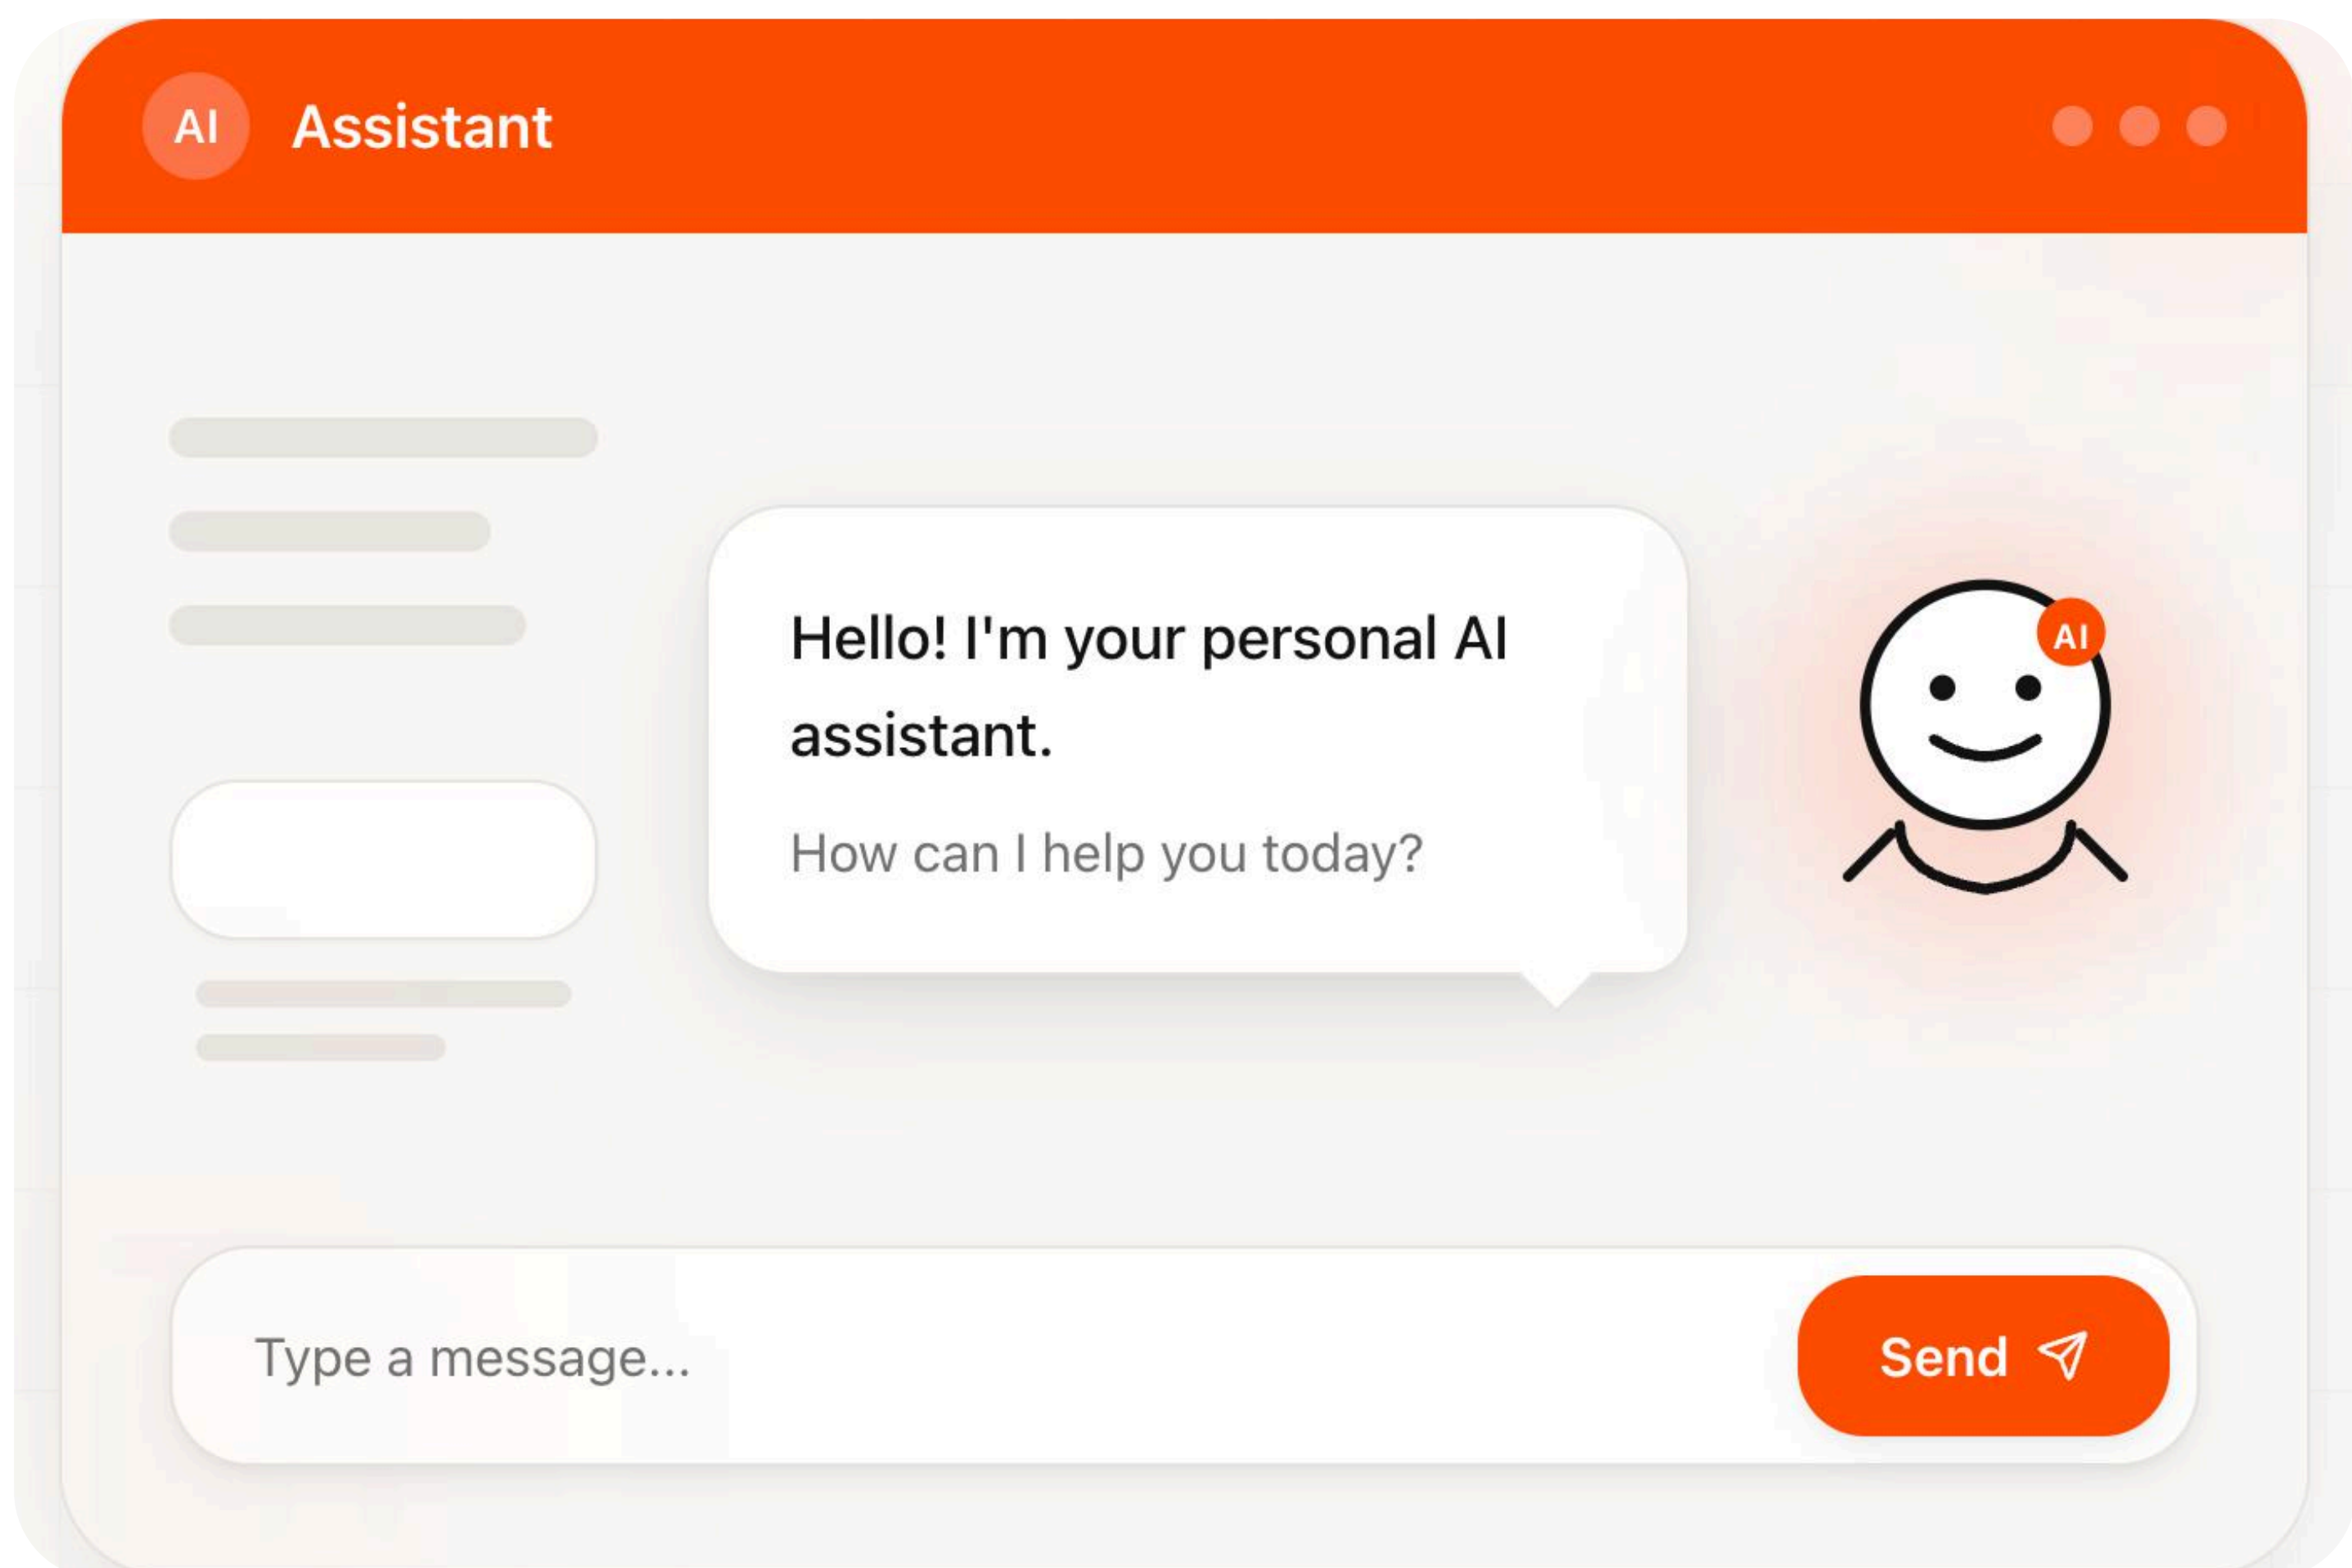 AI Assistant
Hello! I'm your personal AI
assistant.
How can I help you today?
AI
Type a message...
Send